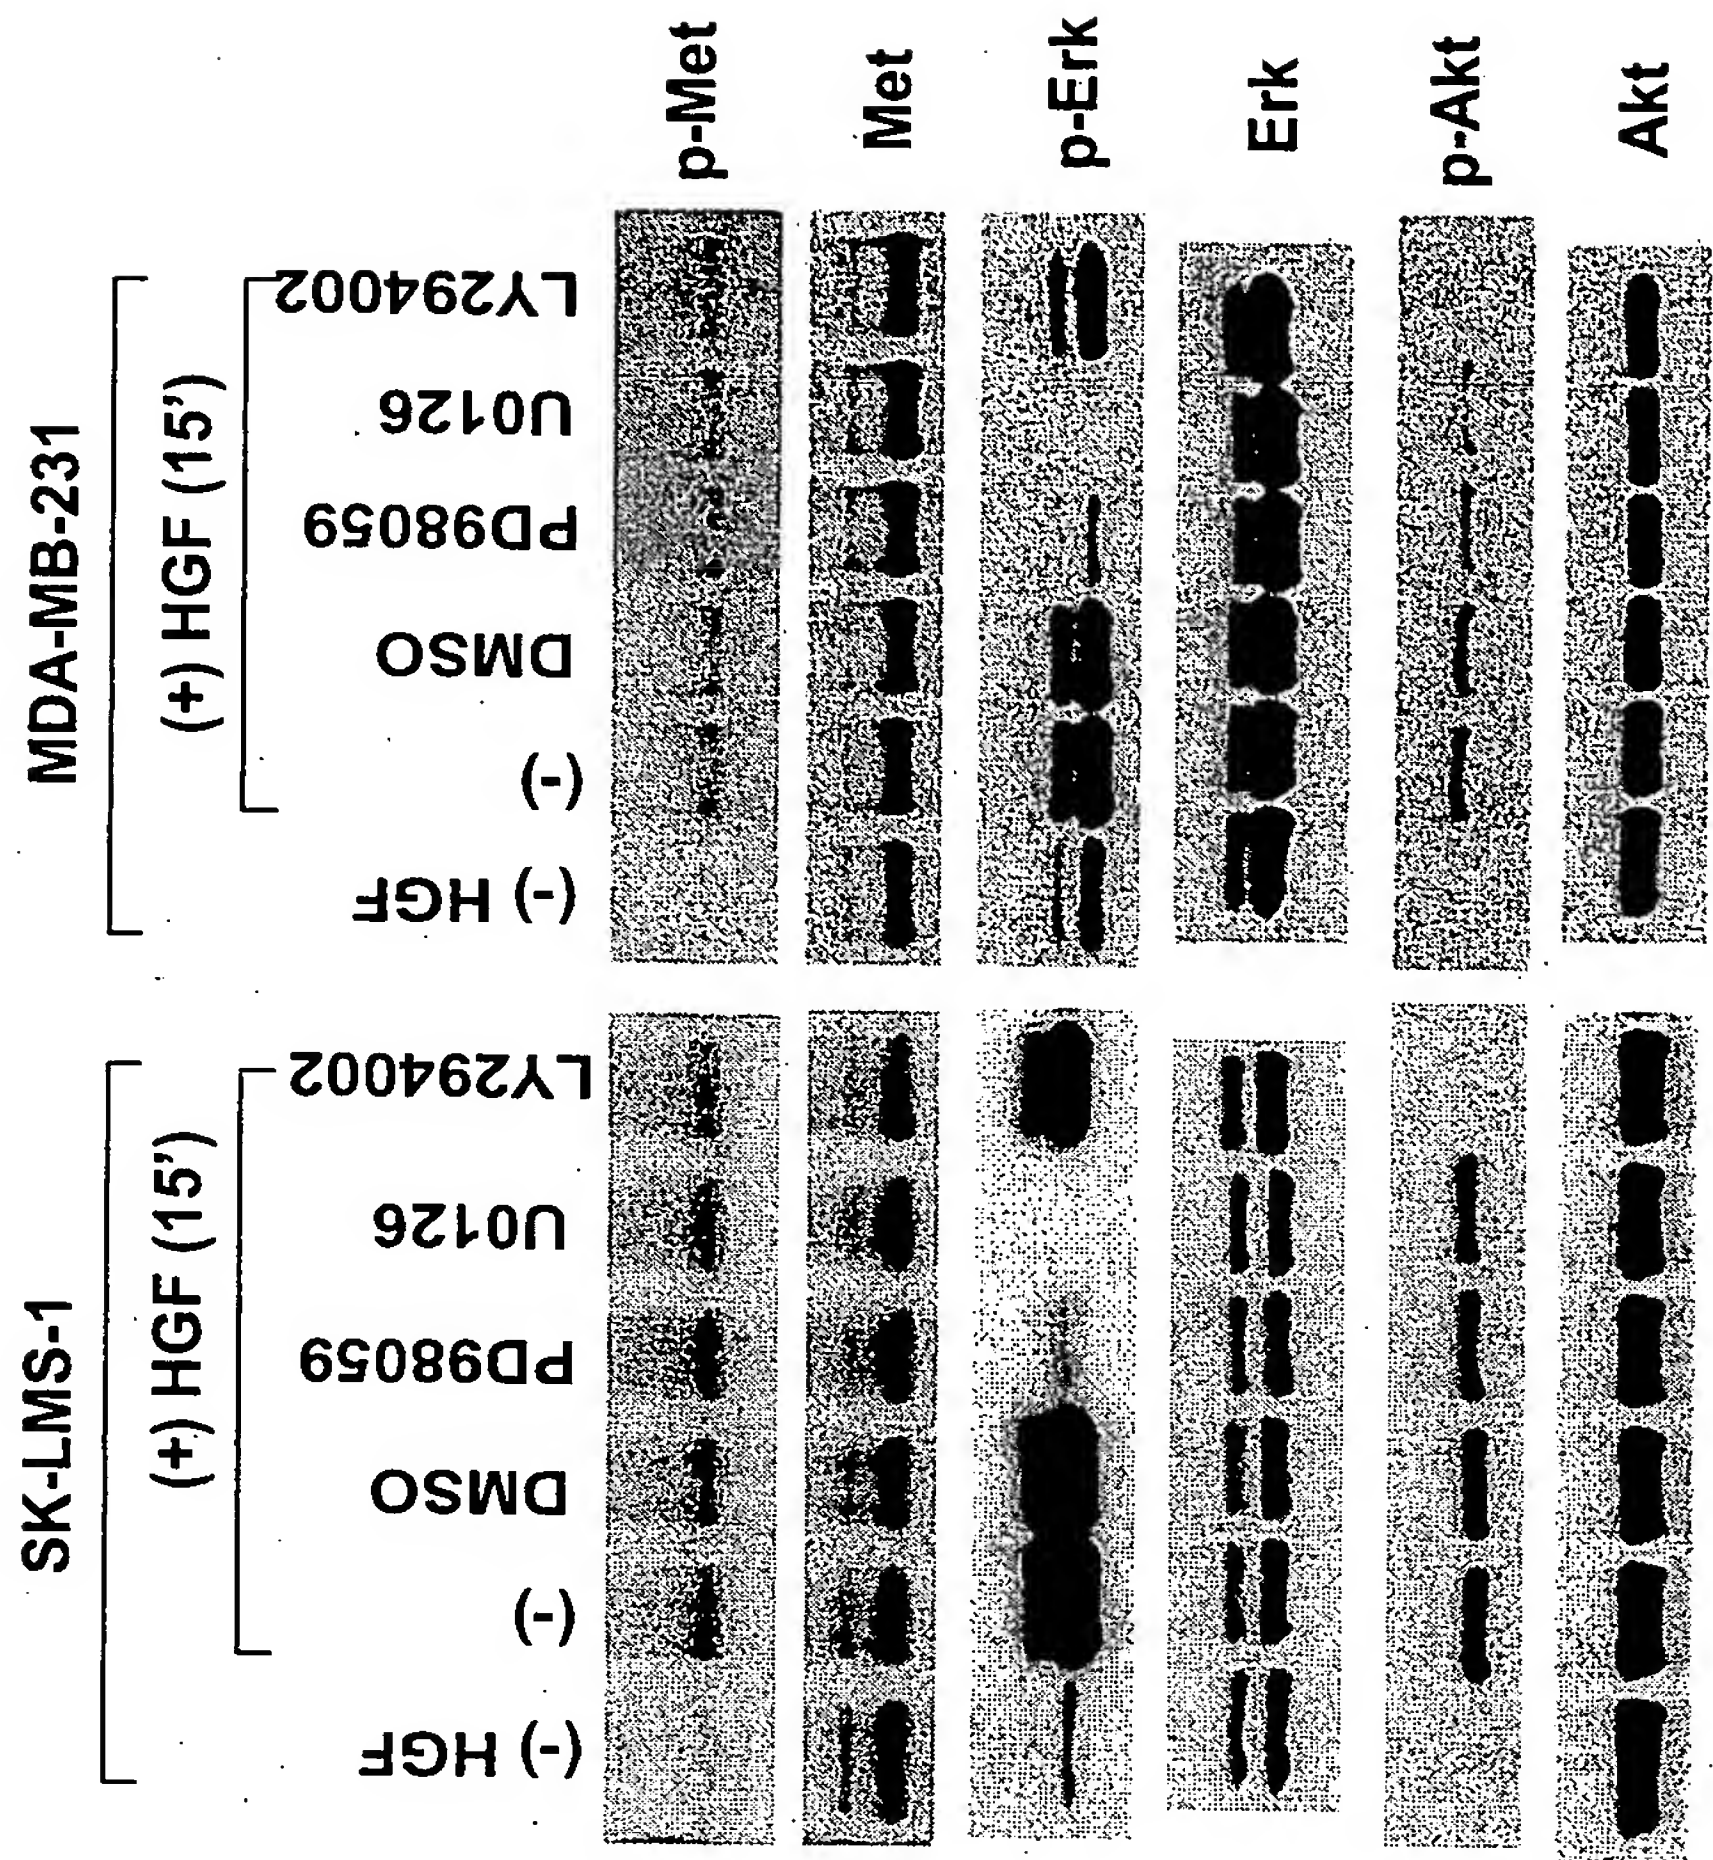 SK-LMS-1
MDA-MB-231
(+) HGF (15')
(+) HGF (15')
(-) HGF
(-)
DMSO
PD98059
U0126
LY294002
(-) HGF
(-)
DMSO
PD98059
U0126
LY294002
p-Met
Met
p-Erk
Erk
p-Akt
Akt